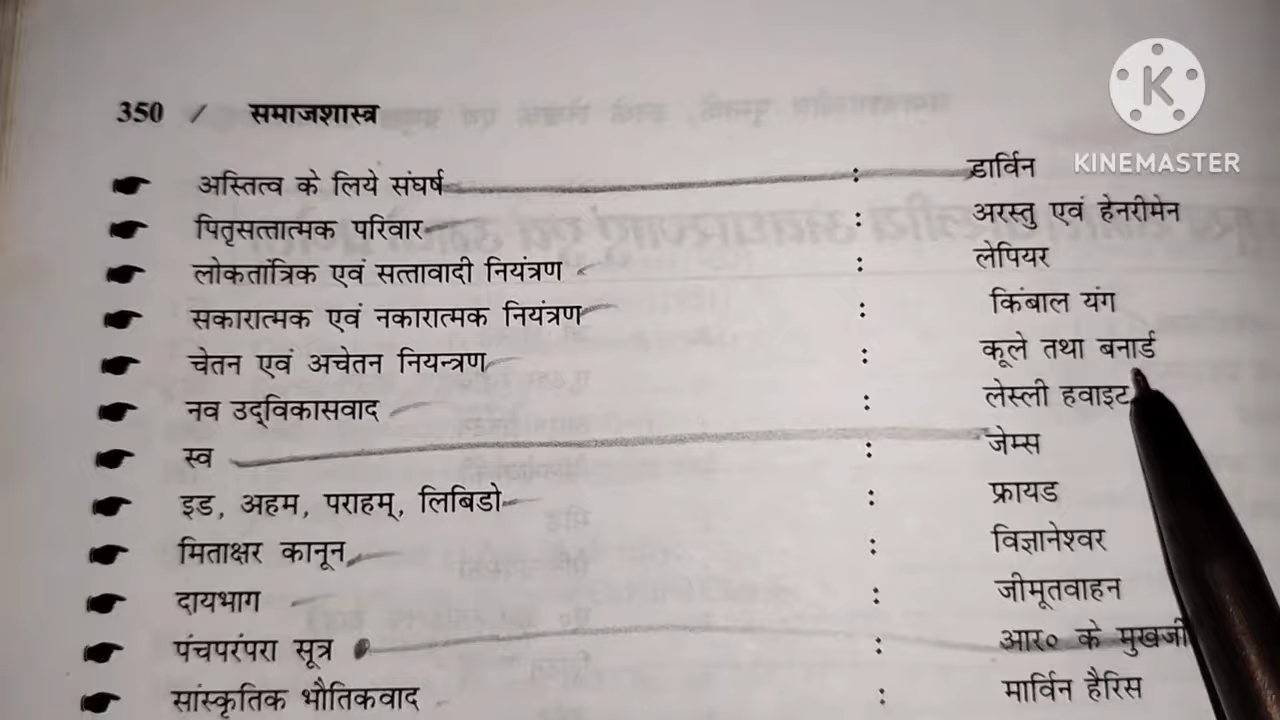 350 / समाजशास्त्र
K
KINEMASTER
अस्तित्व के लिये संघर्ष : डार्विन
पितृसत्तात्मक परिवार : अरस्तु एवं हेनरीमेन
लोकतांत्रिक एवं सत्तावादी नियंत्रण : लेपियर
सकारात्मक एवं नकारात्मक नियंत्रण : किंबाल यंग
चेतन एवं अचेतन नियन्त्रण : कूले तथा बनार्ड
नव उद्विकासवाद : लेस्ली हवाइट
स्व : जेम्स
इड, अहम, पराहम्, लिबिडो : फ्रायड
मिताक्षर कानून : विज्ञानेश्वर
दायभाग : जीमूतवाहन
पंचपरंपरा सूत्र : आर० के मुखर्जी
सांस्कृतिक भौतिकवाद : मार्विन हैरिस